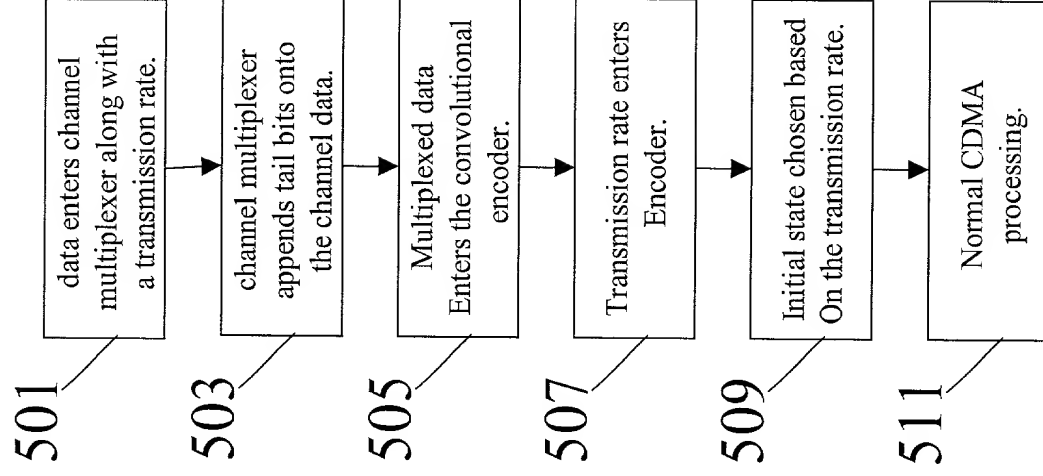 501
data enters channel
multiplexer along with
a transmission rate.
503
channel multiplexer
appends tail bits onto
the channel data.
505
Multiplexed data
Enters the convolutional
encoder.
507
Transmission rate enters
Encoder.
509
Initial state chosen based
On the transmission rate.
511
Normal CDMA
processing.